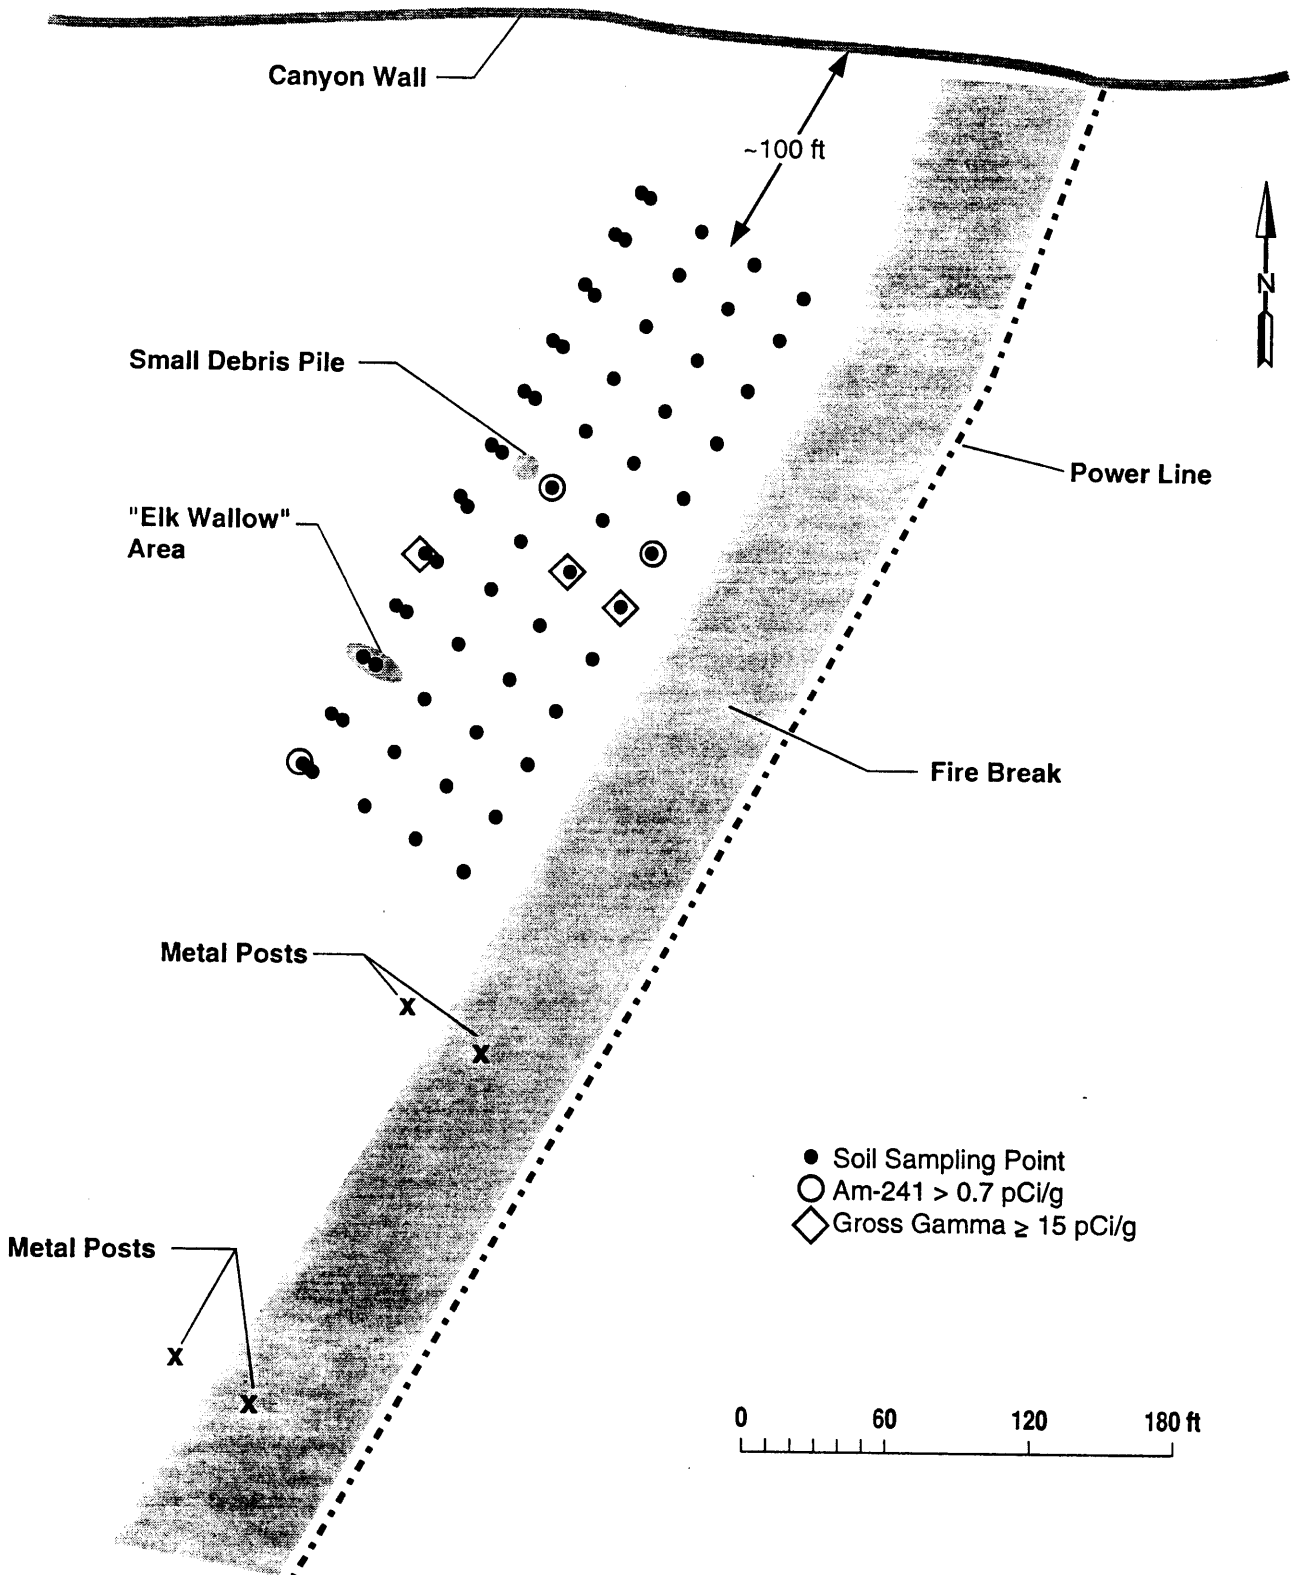 Canyon Wall
~100 ft
N
Small Debris Pile
Power Line
"Elk Wallow"
Area
Fire Break
Metal Posts
x
x
Soil Sampling Point
Am-241 > 0.7 pCi/g
Gross Gamma ≥ 15 pCi/g
Metal Posts
x
x
0 60 120 180 ft